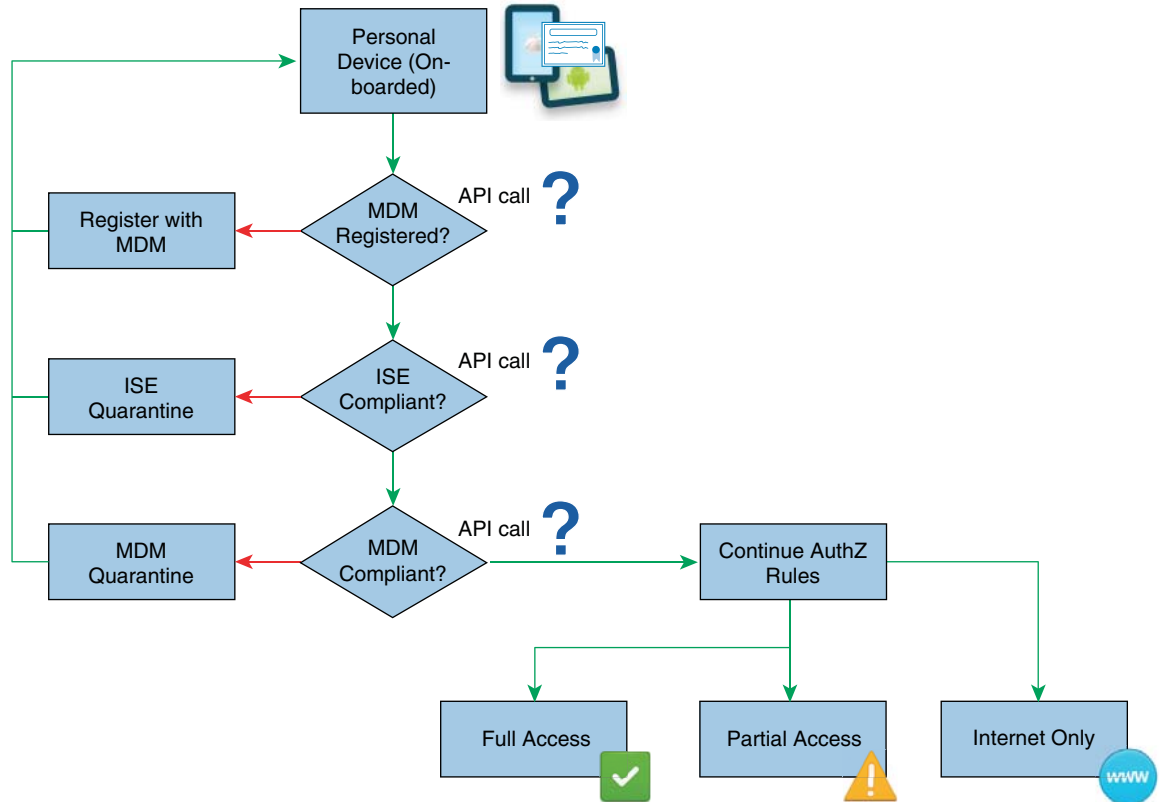 Personal
Device (On-
boarded)
API call ?
MDM
Registered?
Register with
MDM
API call ?
ISE
Compliant?
ISE
Quarantine
API call ?
MDM
Compliant?
MDM
Quarantine
Continue AuthZ
Rules
Full Access
Partial Access
!
Internet Only
www